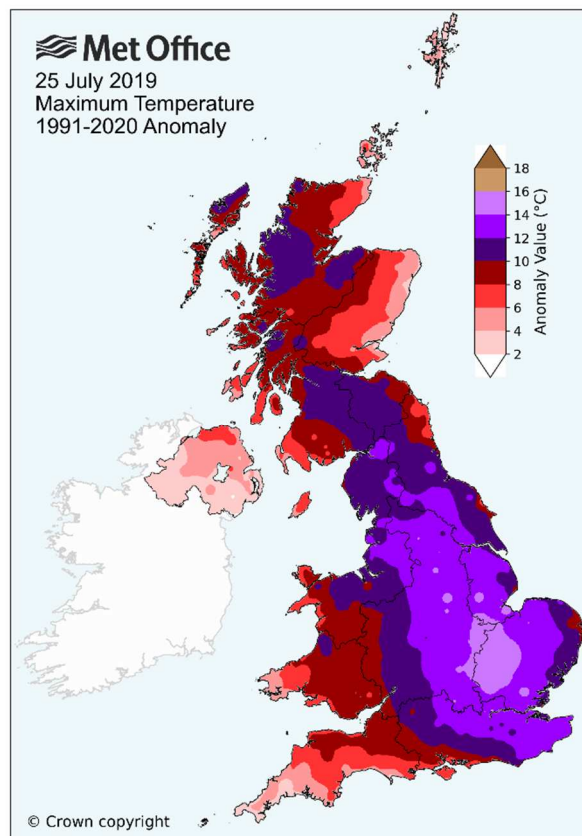 Met Office
25 July 2019
Maximum Temperature
1991-2020 Anomaly
18
16
14
12
10
8
6
4
2
Anomaly Value (°C)
© Crown copyright